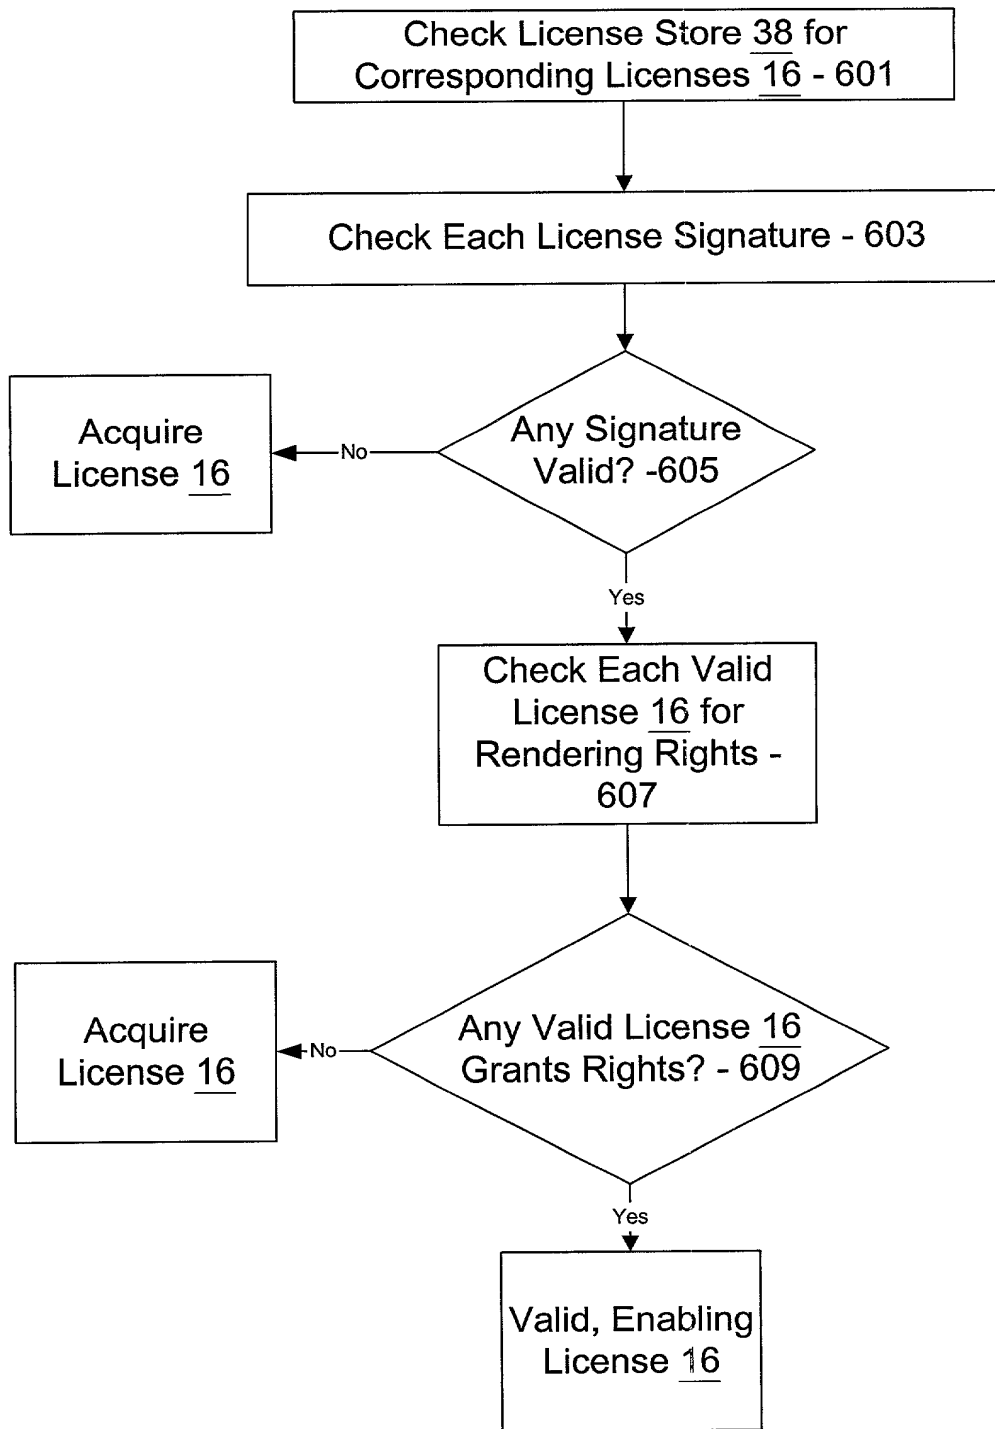 Check License Store 38 for
Corresponding Licenses 16 - 601
Check Each License Signature - 603
Any Signature
Valid? -605
No
Acquire
License 16
Yes
Check Each Valid
License 16 for
Rendering Rights -
607
Any Valid License 16
Grants Rights? - 609
No
Acquire
License 16
Yes
Valid, Enabling
License 16